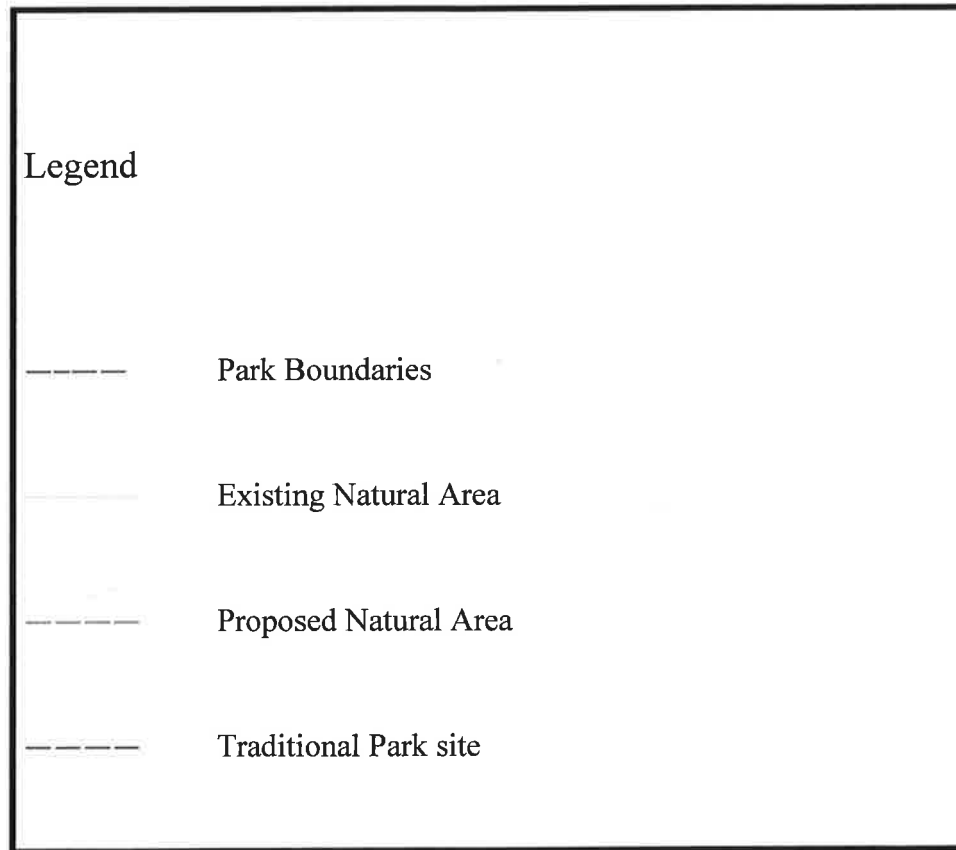 Legend
Park Boundaries
Existing Natural Area
Proposed Natural Area
Traditional Park site